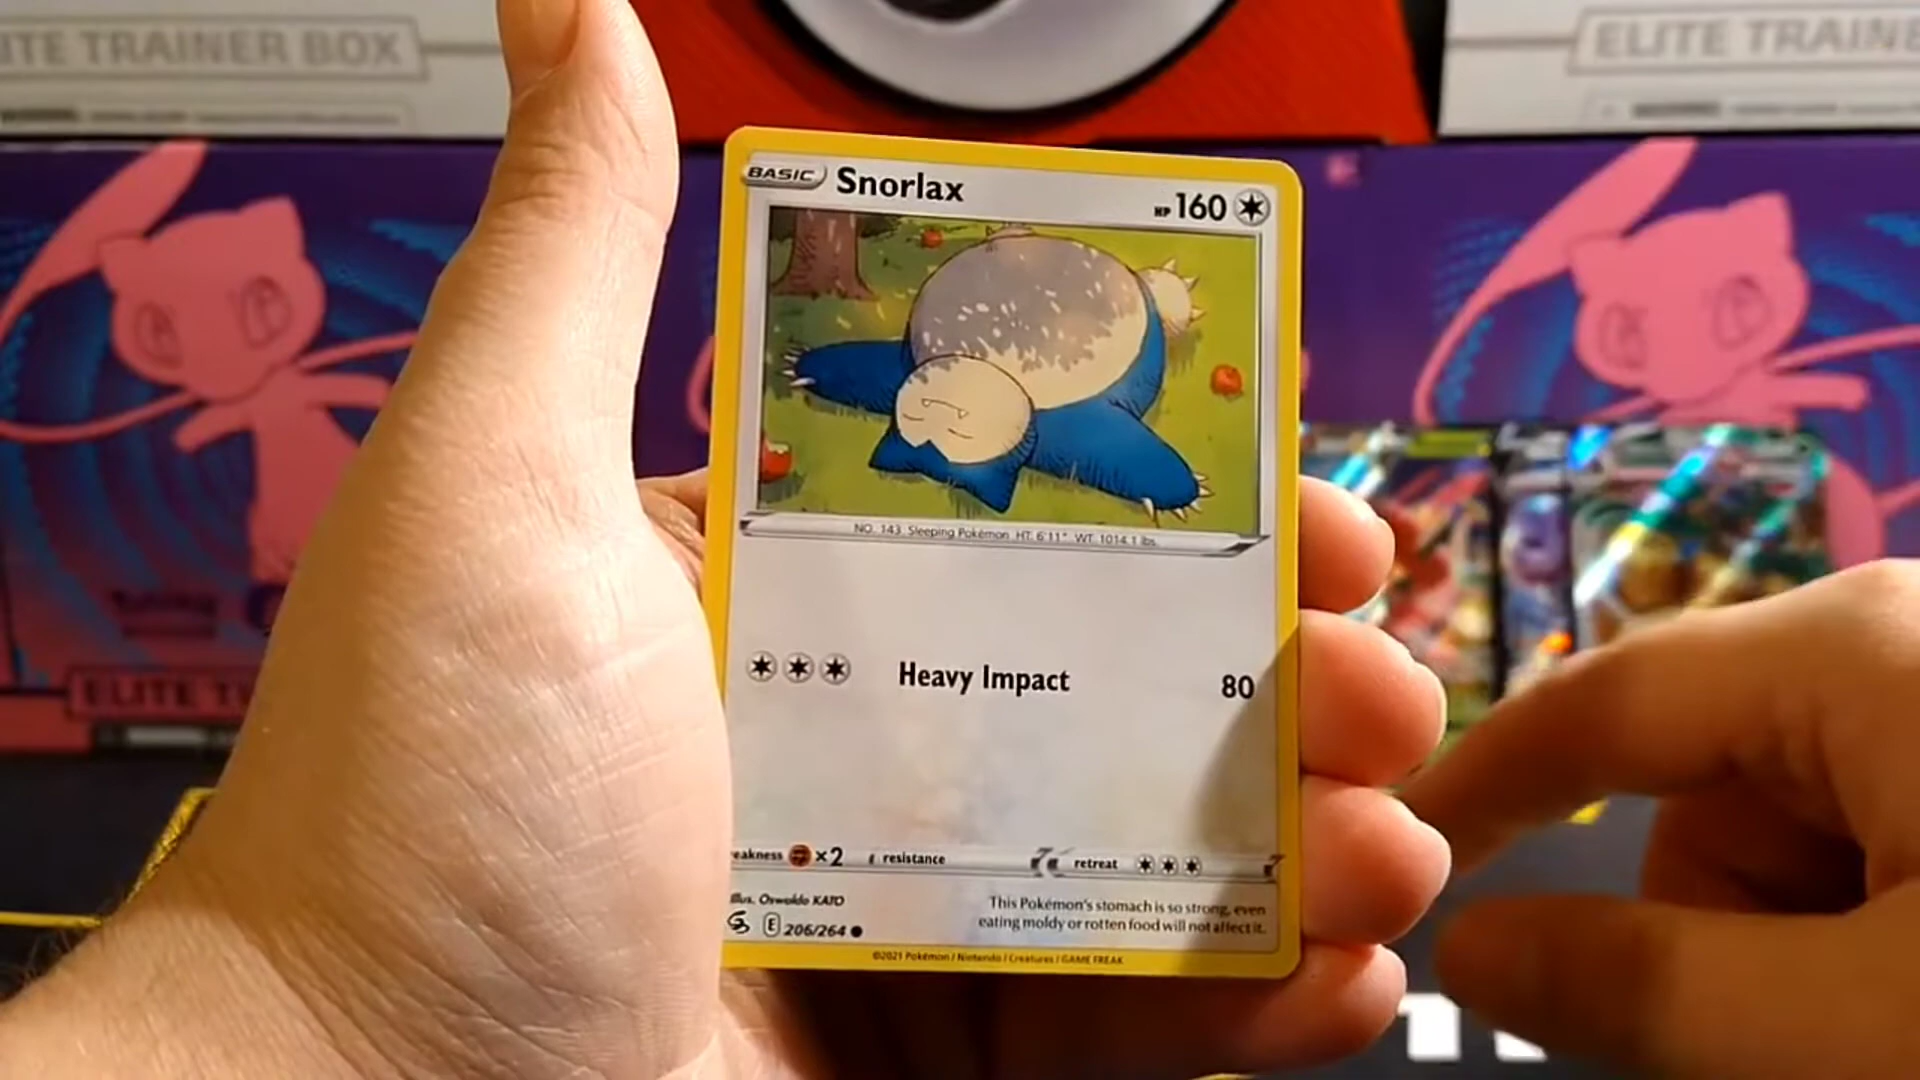 ITE TRAINER BOX
ELITE TRAINE
BASIC Snorlax HP 160
NO. 143 Sleeping Pokémon HT 6'11" WT 1014.1 lbs.
Heavy Impact 80
eakness ×2 resistance retreat
Illus. Oswaldo KATO
This Pokémon's stomach is so strong, even
eating moldy or rotten food will not affect it.
E 206/264
©2021 Pokémon / Nintendo / Creatures / GAME FREAK
ELITE T